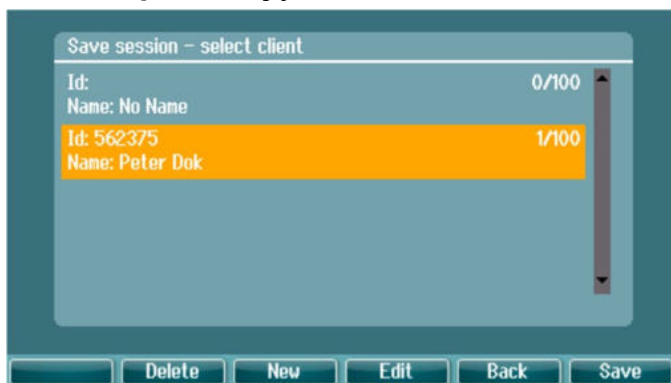 Save session - select client
Id: 0/100
Name: No Name
Id: 562375 1/100
Name: Peter Dok
Delete New Edit Back Save